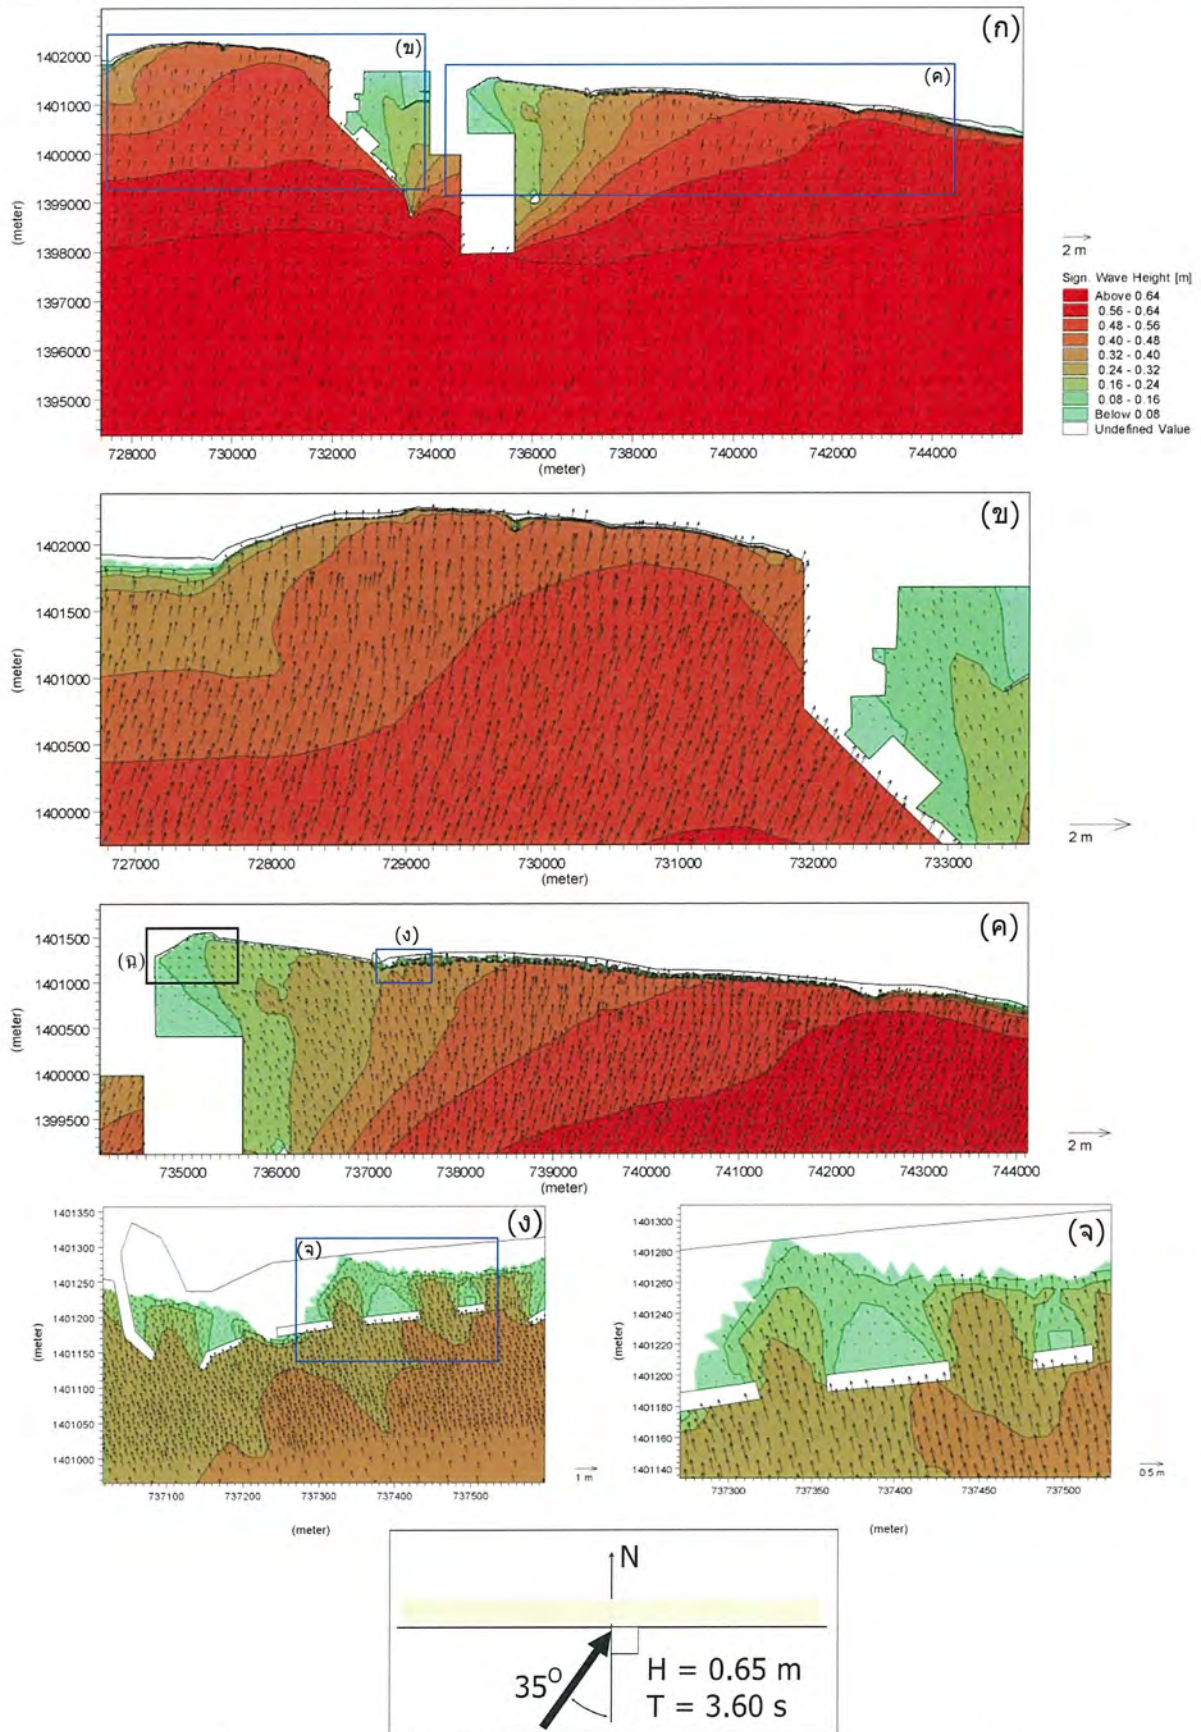 (ก)
(ข)
(ค)
1402000
1401000
1400000
1399000
1398000
1397000
1396000
1395000
(meter)
728000 730000 732000 734000 736000 738000 740000 742000 744000
(meter)
2 m
Sign. Wave Height [m]
Above 0.64
0.56 - 0.64
0.48 - 0.56
0.40 - 0.48
0.32 - 0.40
0.24 - 0.32
0.16 - 0.24
0.08 - 0.16
Below 0.08
Undefined Value
(ข)
1402000
1401500
1401000
1400500
1400000
(meter)
727000 728000 729000 730000 731000 732000 733000
(meter)
2 m
(ค)
(ง)
(ฉ)
1401500
1401000
1400500
1400000
1399500
(meter)
735000 736000 737000 738000 739000 740000 741000 742000 743000 744000
(meter)
2 m
(ง)
(จ)
1401350
1401300
1401250
1401200
1401150
1401100
1401050
1401000
(meter)
737100 737200 737300 737400 737500
(meter)
1 m
(จ)
1401300
1401280
1401260
1401240
1401220
1401200
1401180
1401160
1401140
(meter)
737300 737350 737400 737450 737500
(meter)
0.5 m
N
35°
H = 0.65 m
T = 3.60 s